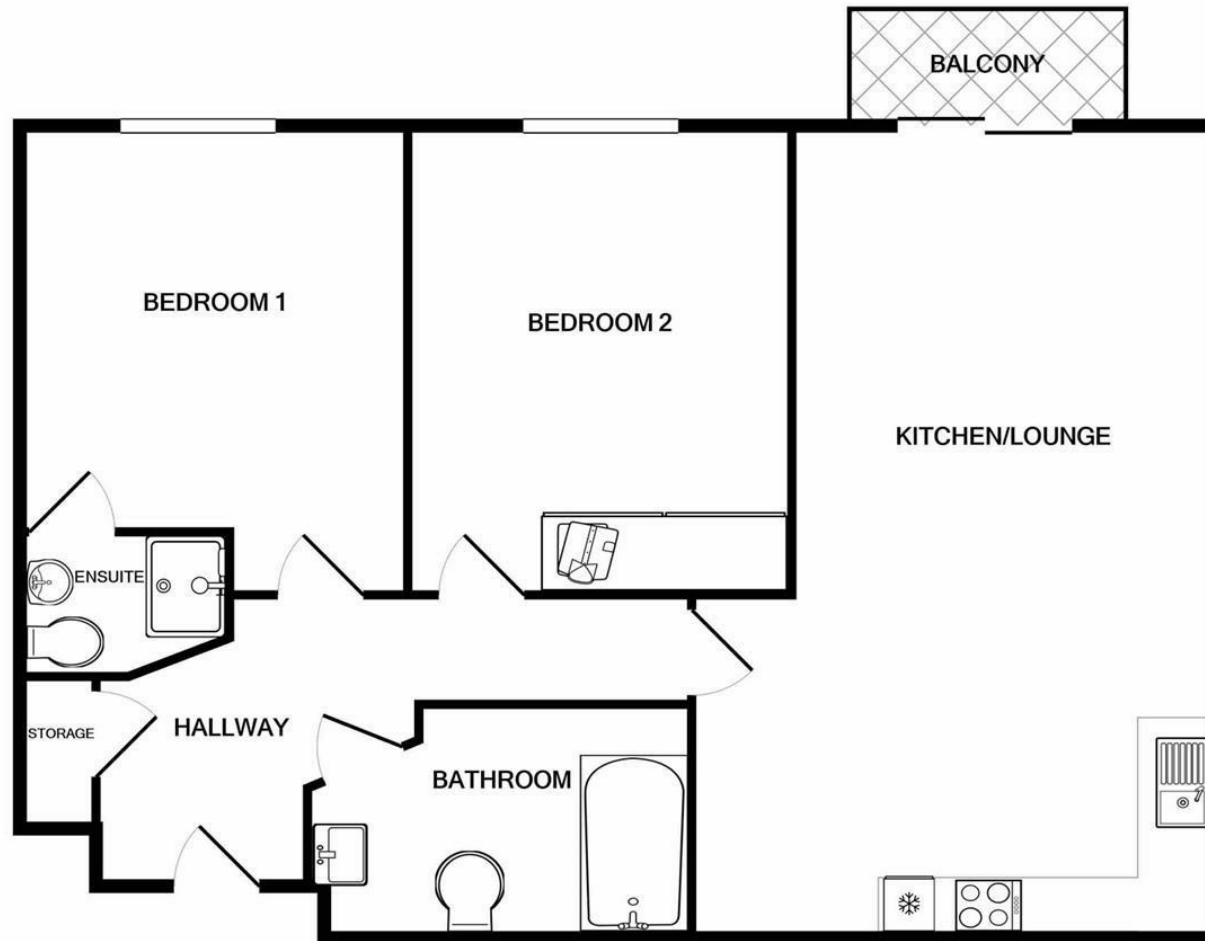 BALCONY
BEDROOM 1
BEDROOM 2
KITCHEN/LOUNGE
ENSUITE
STORAGE
HALLWAY
BATHROOM